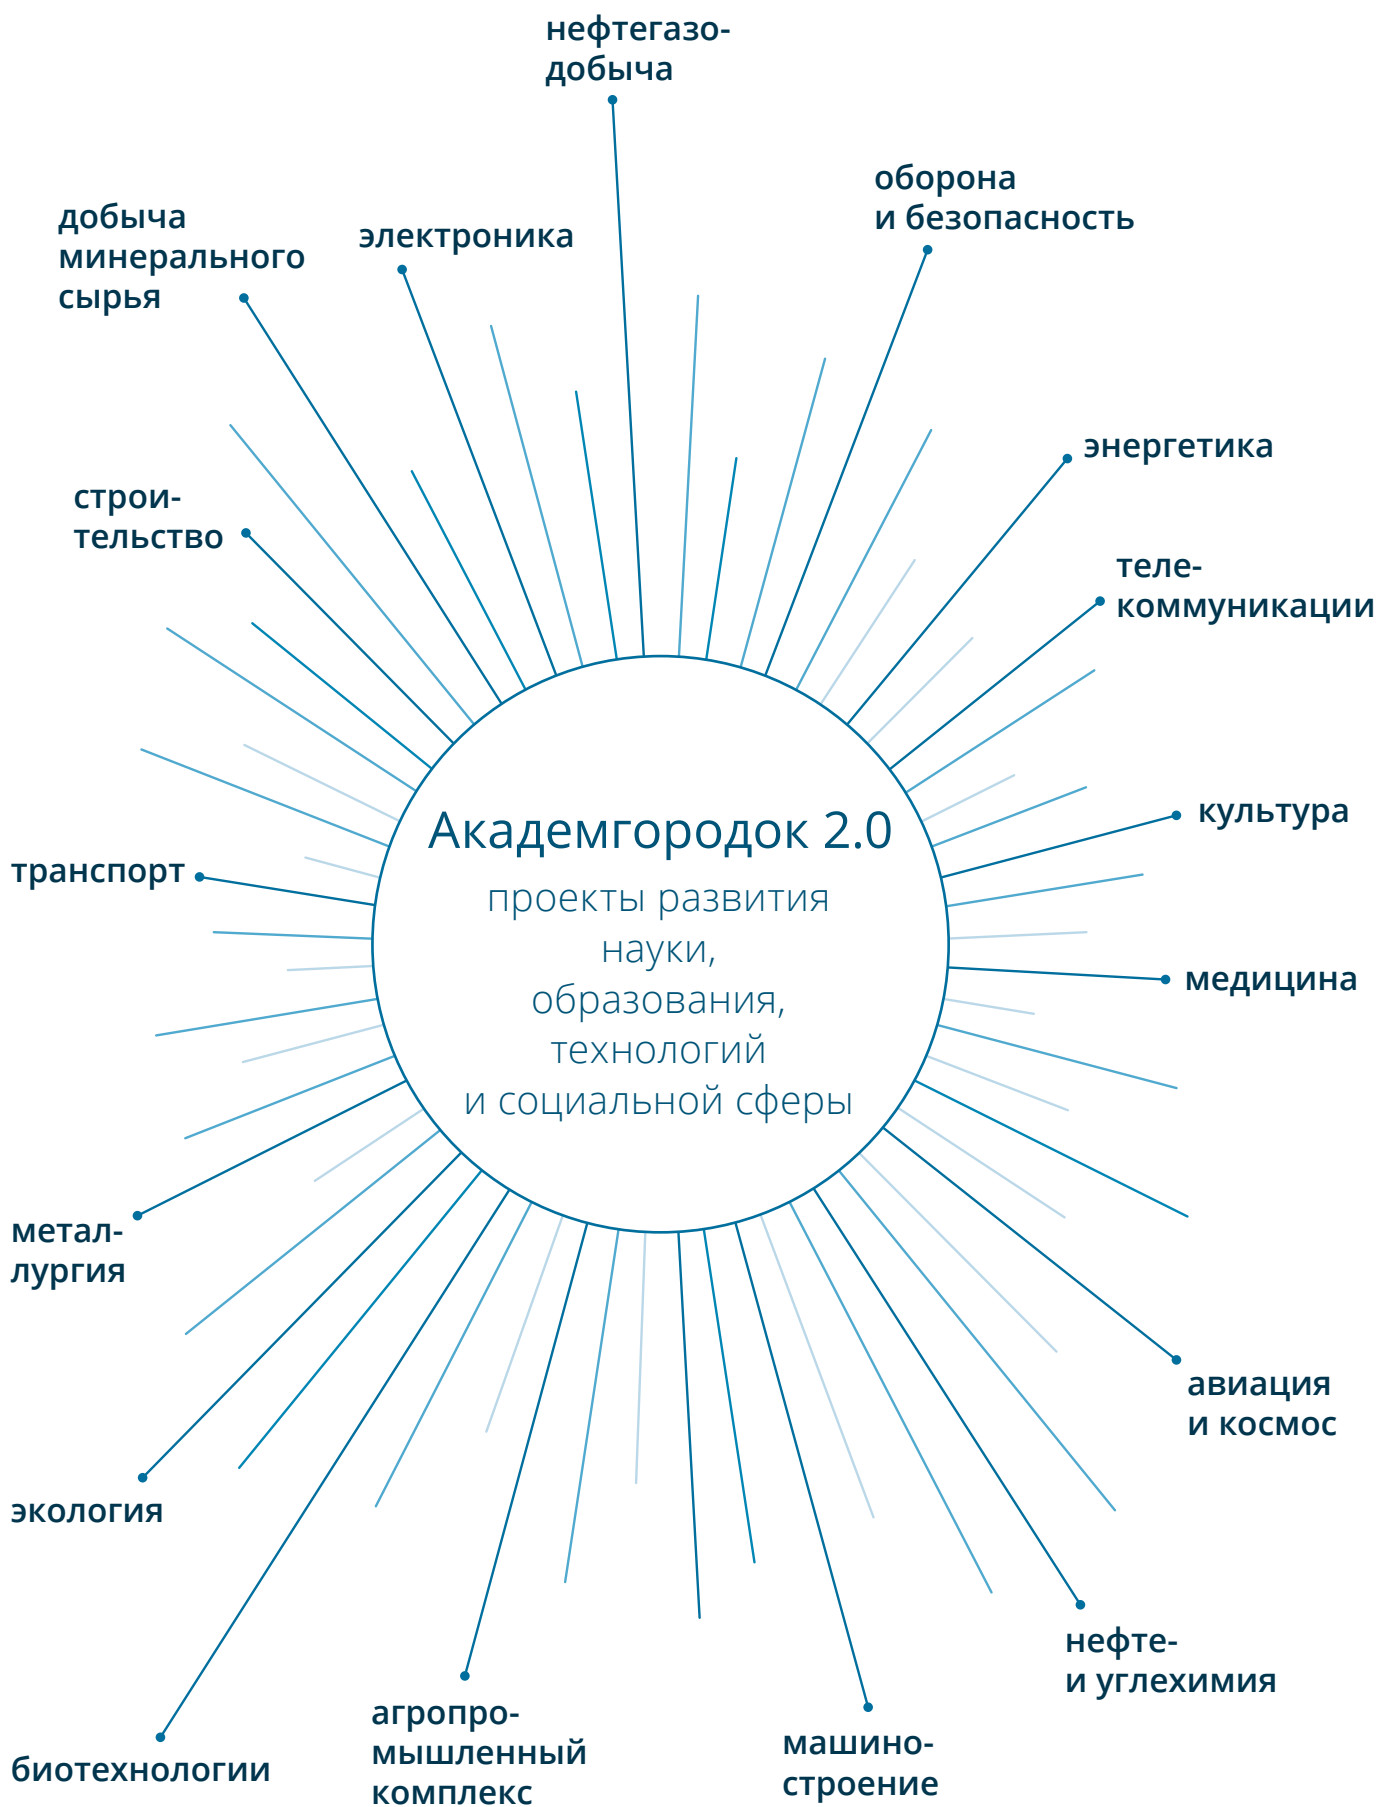 нефтегазо-
добыча
оборона
и безопасность
добыча
минерального
сырья
электроника
энергетика
строи-
тельство
теле-
коммуникации
культура
Академгородок 2.0
проекты развития
науки,
образования,
технологий
и социальной сферы
транспорт
медицина
метал-
лургия
авиация
и космос
экология
нефте-
и углехимия
агропро-
мышленный
комплекс
машино-
строение
биотехнологии